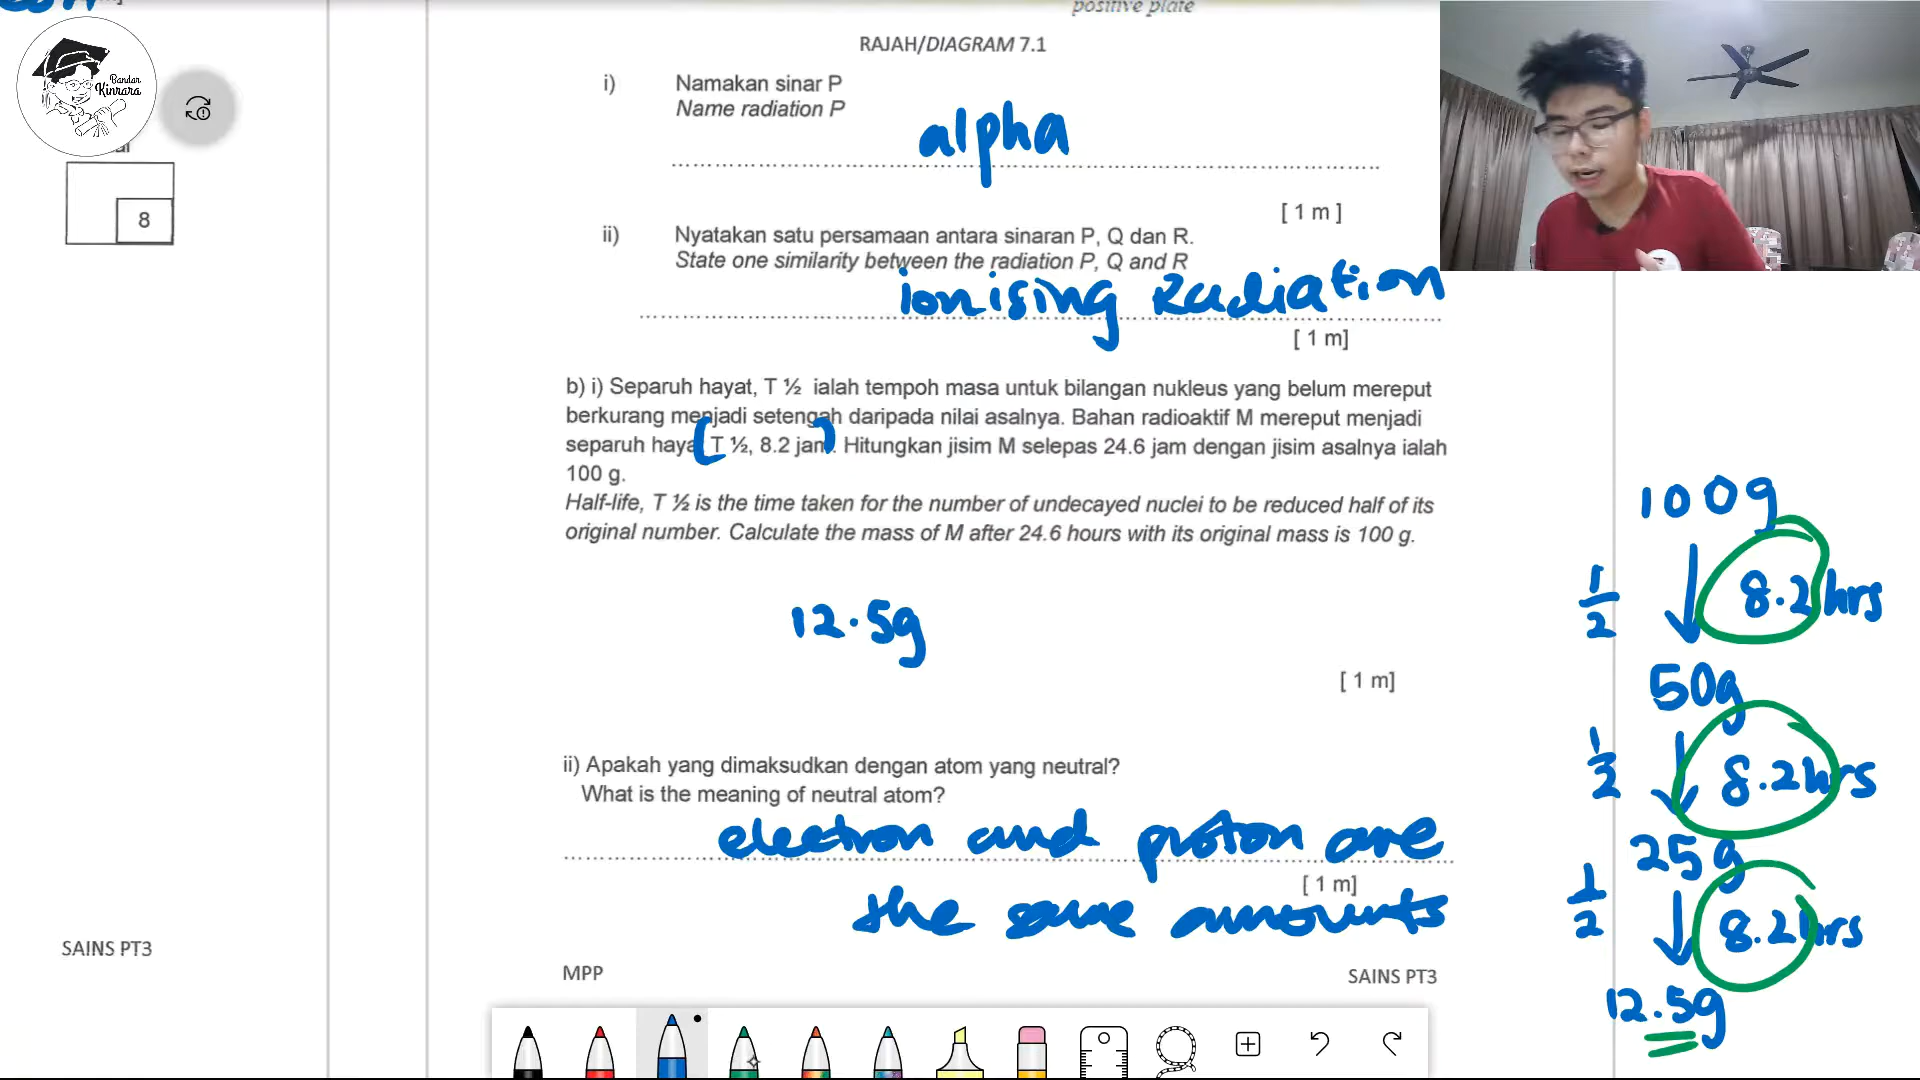 positive plate
Bandar
Kinrara
RAJAH/DIAGRAM 7.1
i) Namakan sinar P
Name radiation P
alpha
[ 1 m ]
8
ii) Nyatakan satu persamaan antara sinaran P, Q dan R.
State one similarity between the radiation P, Q and R
ionising Radiation
[ 1 m]
b) i) Separuh hayat, T ½ ialah tempoh masa untuk bilangan nukleus yang belum mereput
berkurang menjadi setengah daripada nilai asalnya. Bahan radioaktif M mereput menjadi
separuh haya ( T ½, 8.2 jam ). Hitungkan jisim M selepas 24.6 jam dengan jisim asalnya ialah
100 g.
Half-life, T ½ is the time taken for the number of undecayed nuclei to be reduced half of its
original number. Calculate the mass of M after 24.6 hours with its original mass is 100 g.
12.5g
[ 1 m]
ii) Apakah yang dimaksudkan dengan atom yang neutral?
What is the meaning of neutral atom?
electron and proton are
[ 1 m]
the same amounts
SAINS PT3
MPP
SAINS PT3
100g
1/2 8.2 hrs
50g
1/2 8.2 hrs
25g
1/2 8.2 hrs
12.5g